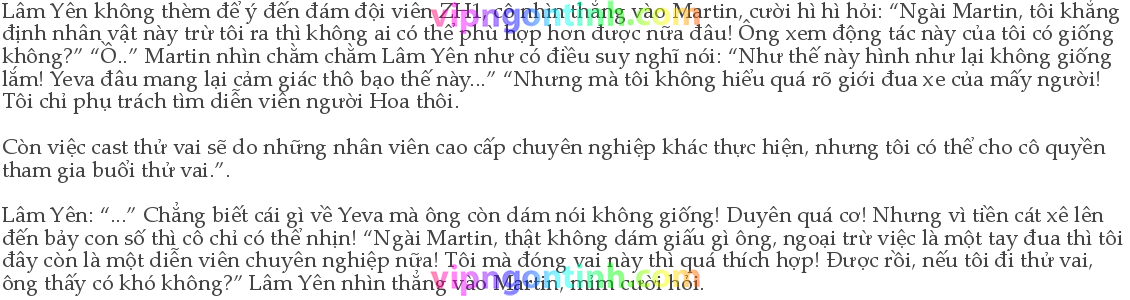 Lâm Yên không thèm để ý đến đám đội viên ZH1, cô nhìn thẳng vào Martin, cười hì hì hỏi: “Ngài Martin, tôi khẳng
định nhân vật này trừ tôi ra thì không ai có thể phù hợp hơn được nữa đâu! Ông xem động tác này của tôi có giống
không?” “Ồ..” Martin nhìn chằm chằm Lâm Yên như có điều suy nghĩ nói: “Như thế này hình như lại không giống
lắm! Yeva đâu mang lại cảm giác thô bạo thế này...” “Nhưng mà tôi không hiểu quá rõ giới đua xe của mấy người!
Tôi chỉ phụ trách tìm diễn viên người Hoa thôi.
Còn việc cast thử vai sẽ do những nhân viên cao cấp chuyên nghiệp khác thực hiện, nhưng tôi có thể cho cô quyền
tham gia buổi thử vai.”.
Lâm Yên: “...” Chẳng biết cái gì về Yeva mà ông còn dám nói không giống! Duyên quá cơ! Nhưng vì tiền cát xê lên
đến bảy con số thì cô chỉ có thể nhịn! “Ngài Martin, thật không dám giấu gì ông, ngoại trừ việc là một tay đua thì tôi
đây còn là một diễn viên chuyên nghiệp nữa! Tôi mà đóng vai này thì quá thích hợp! Được rồi, nếu tôi đi thử vai,
ông thấy có khó không?” Lâm Yên nhìn thẳng vào Martin, mỉm cười hỏi.
vipngontinh.com
vipngontinh.com